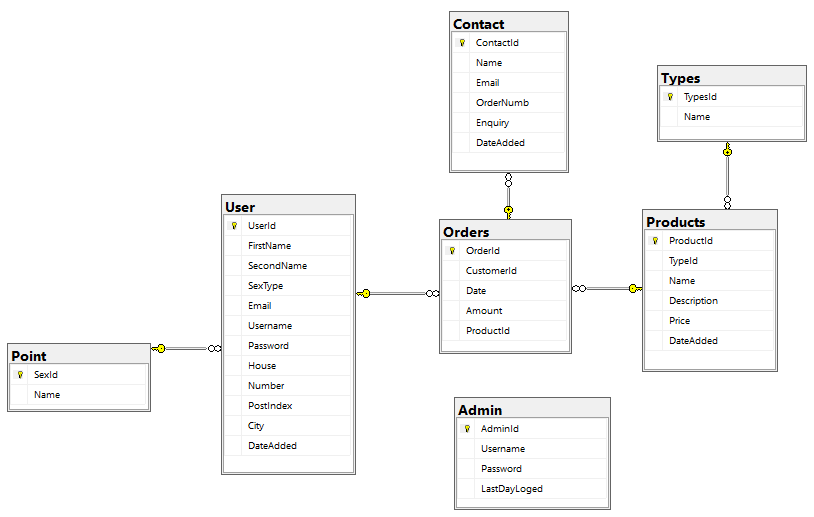 Contact
ContactId
Name
Email
OrderNumb
Enquiry
DateAdded
Types
TypesId
Name
User
UserId
FirstName
SecondName
SexType
Email
Username
Password
House
Number
PostIndex
City
DateAdded
Orders
OrderId
CustomerId
Date
Amount
ProductId
Products
ProductId
TypeId
Name
Description
Price
DateAdded
Point
SexId
Name
Admin
AdminId
Username
Password
LastDayLoged